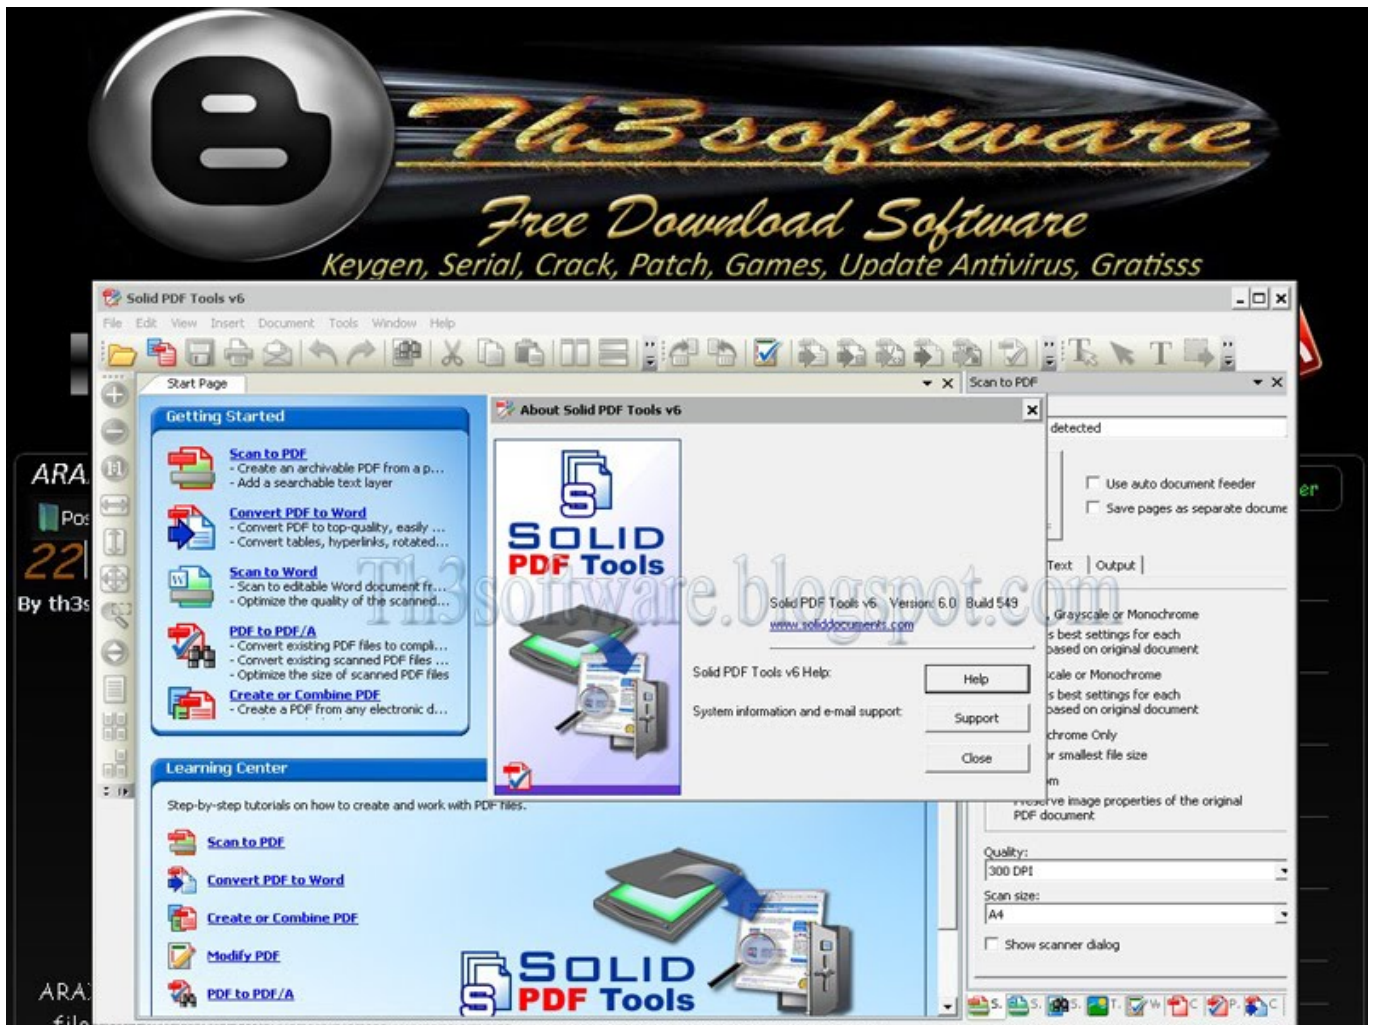 Th3software
Free Download Software
Keygen, Serial, Crack, Patch, Games, Update Antivirus, Gratisss
Solid PDF Tools v6
File Edit View Insert Document Tools Window Help
Start Page
Scan to PDF
Getting Started
Scan to PDF
- Create an archivable PDF from a p...
- Add a searchable text layer
Convert PDF to Word
- Convert PDF to top-quality, easily ...
- Convert tables, hyperlinks, rotated...
Scan to Word
- Scan to editable Word document fr...
- Optimize the quality of the scanned...
PDF to PDF/A
- Convert existing PDF files to compli...
- Convert existing scanned PDF files ...
- Optimize the size of scanned PDF files
Create or Combine PDF
- Create a PDF from any electronic d...
About Solid PDF Tools v6
S
SOLID
PDF Tools
Th3software.blogspot.com
Solid PDF Tools v6 Version: 6.0 Build 549
www.soliddocuments.com
Solid PDF Tools v6 Help:
Help
System information and e-mail support:
Support
Close
detected
Use auto document feeder
Save pages as separate docume
Text
Output
Grayscale or Monochrome
s best settings for each
based on original document
cale or Monochrome
s best settings for each
based on original document
chrome Only
r smallest file size
om
Preserve image properties of the original
PDF document
Quality:
300 DPI
Scan size:
A4
Show scanner dialog
S. S. S. T. W C P. C
Learning Center
Step-by-step tutorials on how to create and work with PDF files.
Scan to PDF
Convert PDF to Word
Create or Combine PDF
Modify PDF
PDF to PDF/A
S
SOLID
PDF Tools
ARA
Pos
22
By th3s
er
ARA